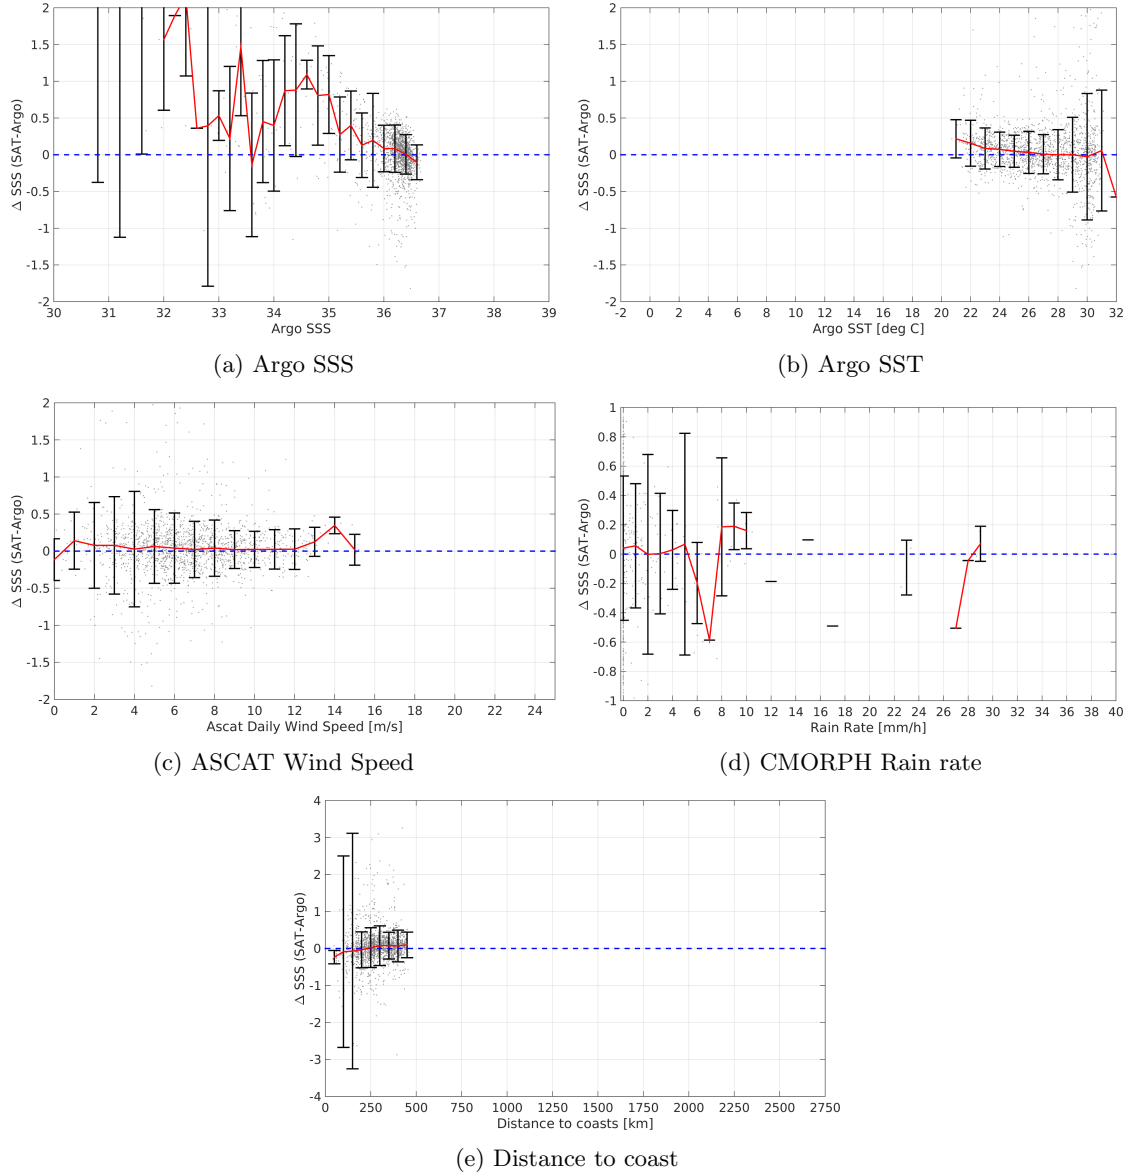 2
1.5
1
0.5
0
-0.5
-1
-1.5
-2
Δ SSS (SAT-Argo)
30 31 32 33 34 35 36 37 38 39
Argo SSS
(a) Argo SSS
2
1.5
1
0.5
0
-0.5
-1
-1.5
-2
Δ SSS (SAT-Argo)
-2 0 2 4 6 8 10 12 14 16 18 20 22 24 26 28 30 32
Argo SST [deg C]
(b) Argo SST
2
1.5
1
0.5
0
-0.5
-1
-1.5
-2
Δ SSS (SAT-Argo)
0 2 4 6 8 10 12 14 16 18 20 22 24
Ascat Daily Wind Speed [m/s]
(c) ASCAT Wind Speed
1
0.8
0.6
0.4
0.2
0
-0.2
-0.4
-0.6
-0.8
-1
Δ SSS (SAT-Argo)
0 2 4 6 8 10 12 14 16 18 20 22 24 26 28 30 32 34 36 38 40
Rain Rate [mm/h]
(d) CMORPH Rain rate
4
3
2
1
0
-1
-2
-3
-4
Δ SSS (SAT-Argo)
0 250 500 750 1000 1250 1500 1750 2000 2250 2500 2750
Distance to coasts [km]
(e) Distance to coast